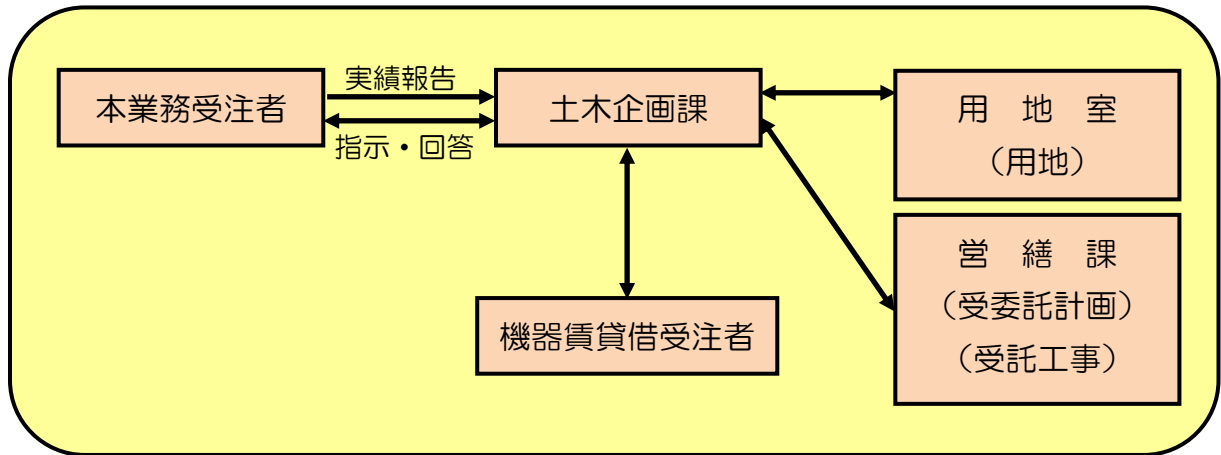 本業務受注者
実績報告
指示・回答
土木企画課
用　地　室
（用地）
営　繕　課
（受委託計画）
（受託工事）
機器賃貸借受注者